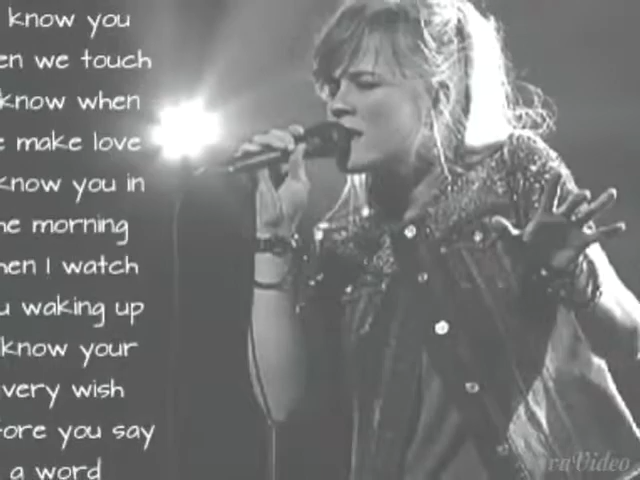 know you
en we touch
know when
e make love
know you in
he morning
hen I watch
u waking up
know your
very wish
fore you say
a word
raVideo